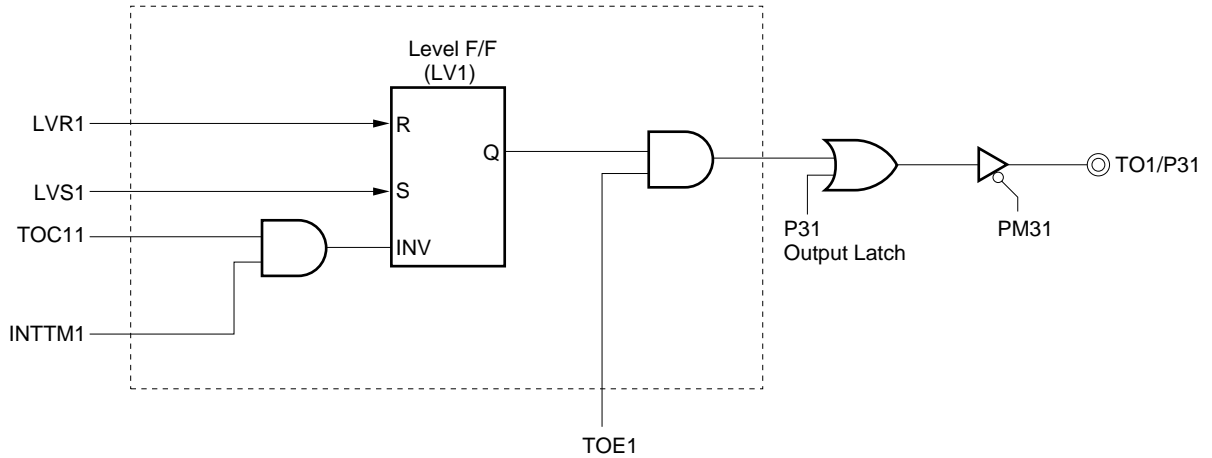 Level F/F
(LV1)
LVR1
R
Q
TO1/P31
LVS1
S
TOC11
P31
Output Latch
PM31
INV
INTTM1
TOE1